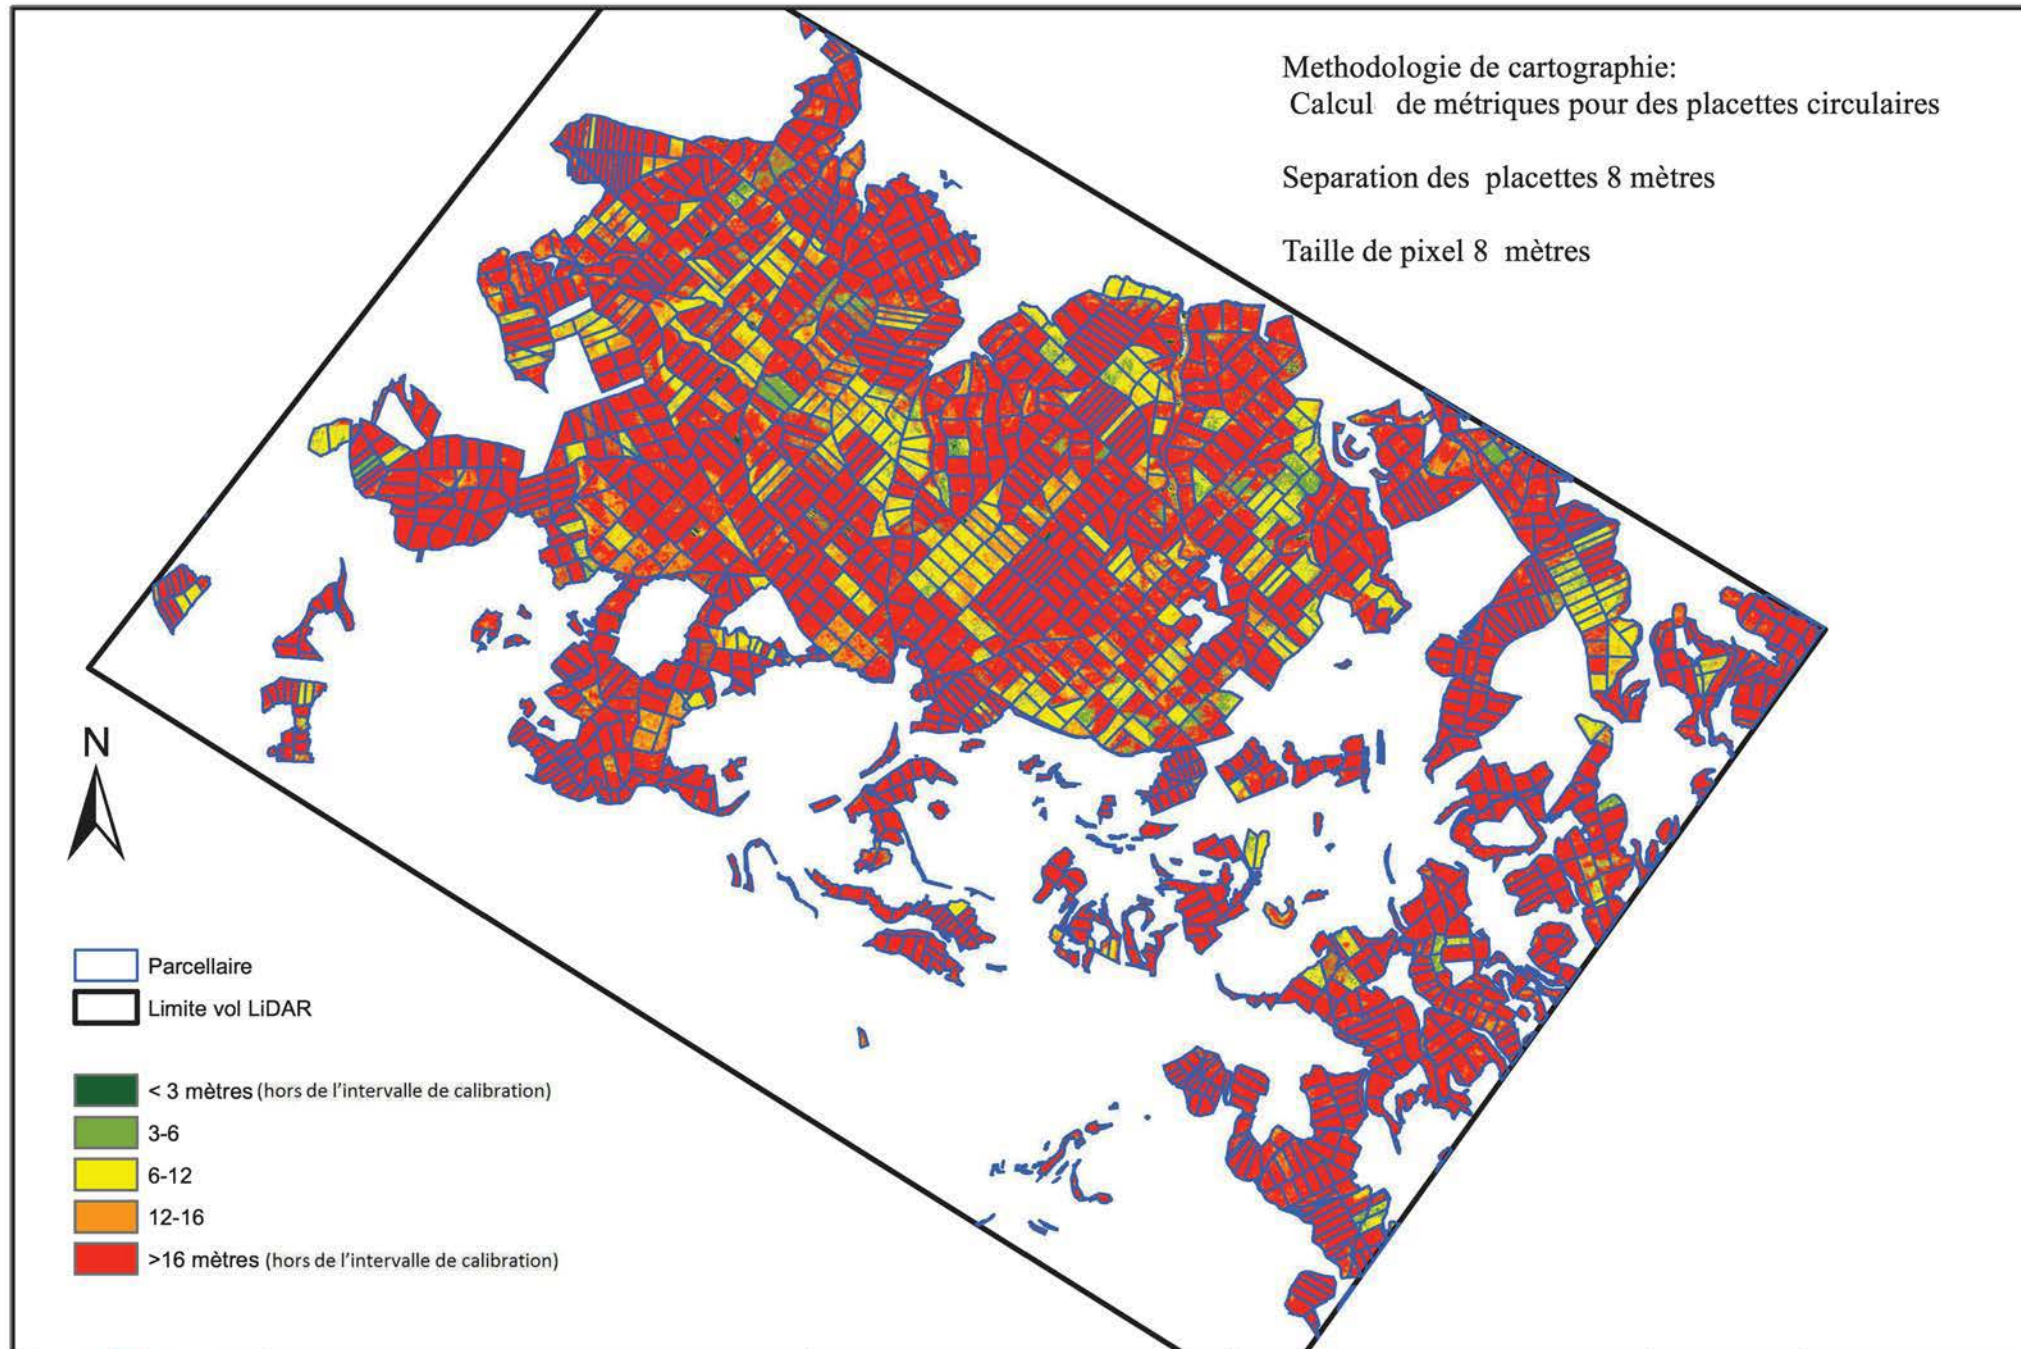 Methodologie de cartographie:
Calcul de métriques pour des placettes circulaires
Separation des placettes 8 mètres
Taille de pixel 8 mètres
N
Parcellaire
Limite vol LiDAR
< 3 mètres (hors de l'intervalle de calibration)
3-6
6-12
12-16
>16 mètres (hors de l'intervalle de calibration)